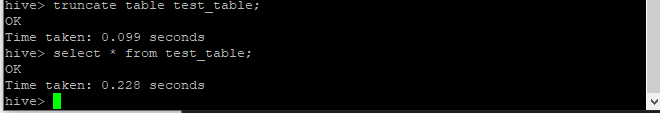 hive> truncate table test_table;
OK
Time taken: 0.099 seconds
hive> select * from test_table;
OK
Time taken: 0.228 seconds
hive>